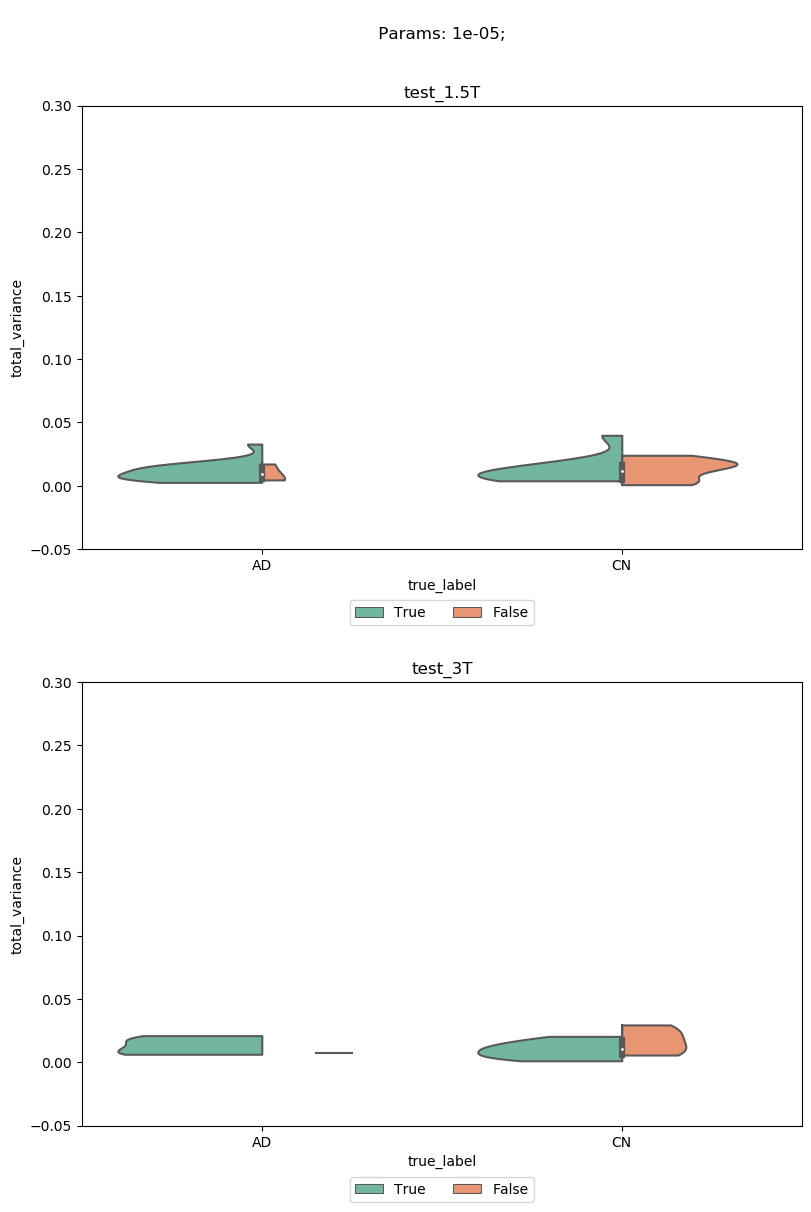 Params: 1e-05;
test_1.5T
0.30
0.25
0.20
0.15
0.10
0.05
0.00
−0.05
total_variance
AD CN
true_label
True False
test_3T
0.30
0.25
0.20
0.15
0.10
0.05
0.00
−0.05
total_variance
AD CN
true_label
True False